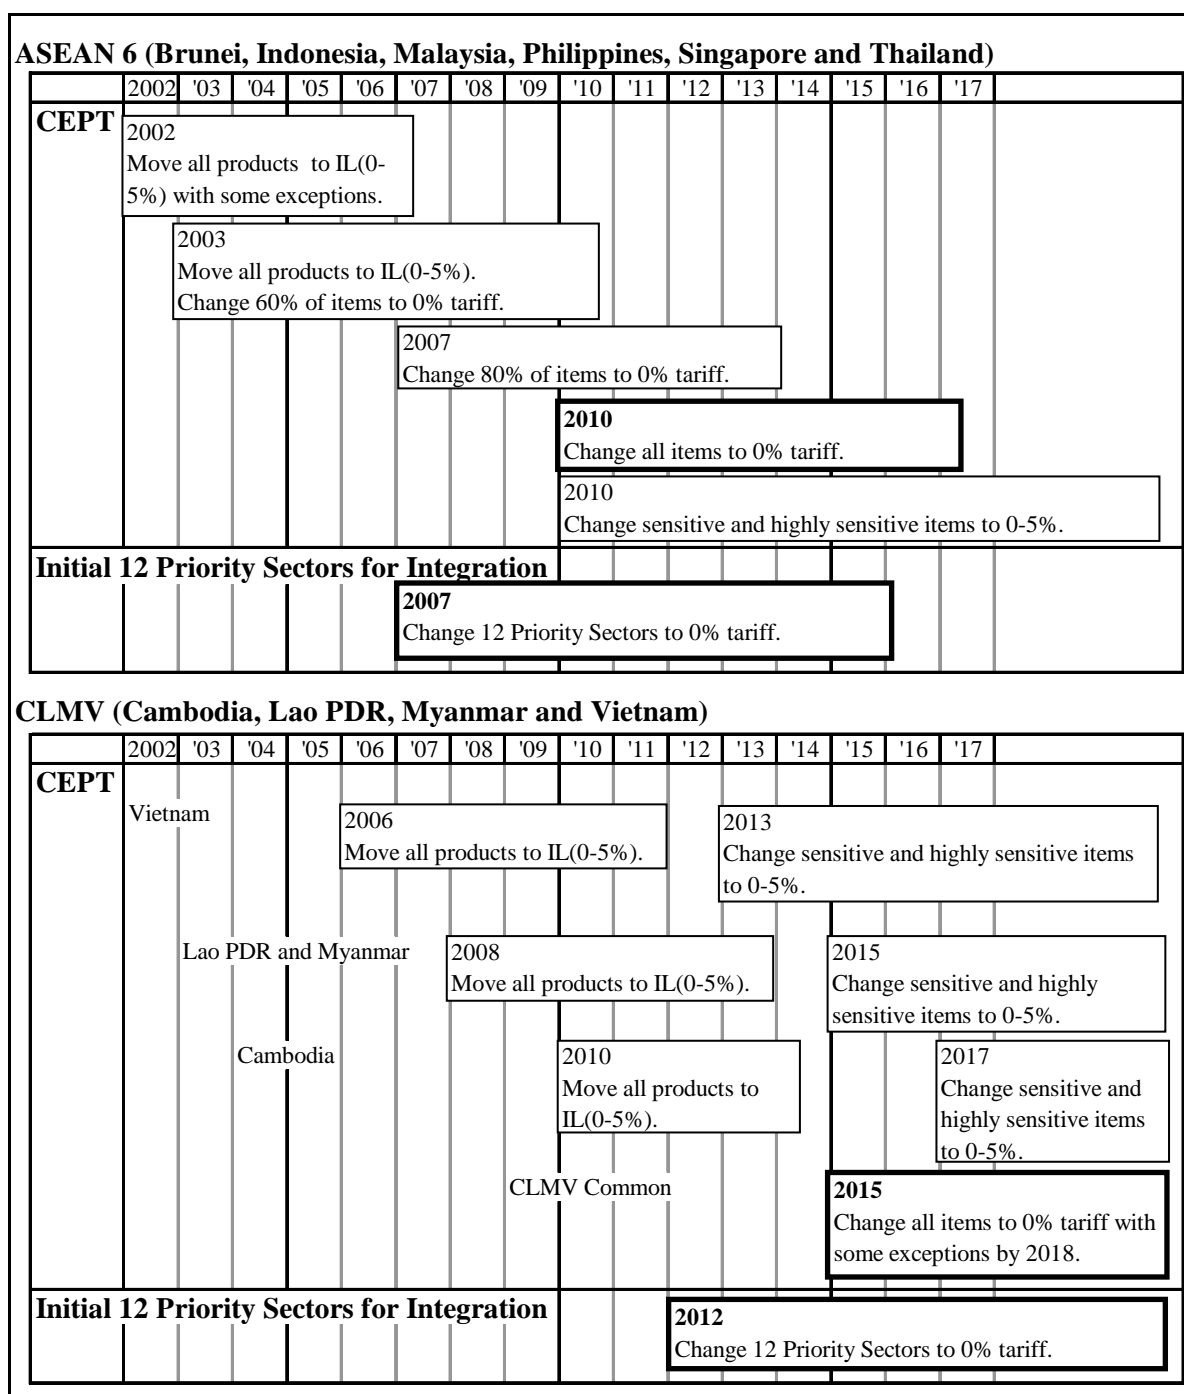 ASEAN 6 (Brunei, Indonesia, Malaysia, Philippines, Singapore and Thailand)
2002 '03 '04 '05 '06 '07 '08 '09 '10 '11 '12 '13 '14 '15 '16 '17
CEPT
2002
Move all products to IL(0-
5%) with some exceptions.
2003
Move all products to IL(0-5%).
Change 60% of items to 0% tariff.
2007
Change 80% of items to 0% tariff.
2010
Change all items to 0% tariff.
2010
Change sensitive and highly sensitive items to 0-5%.
Initial 12 Priority Sectors for Integration
2007
Change 12 Priority Sectors to 0% tariff.
CLMV (Cambodia, Lao PDR, Myanmar and Vietnam)
2002 '03 '04 '05 '06 '07 '08 '09 '10 '11 '12 '13 '14 '15 '16 '17
CEPT
Vietnam
2006
Move all products to IL(0-5%).
2013
Change sensitive and highly sensitive items
to 0-5%.
Lao PDR and Myanmar
2008
Move all products to IL(0-5%).
2015
Change sensitive and highly
sensitive items to 0-5%.
Cambodia
2010
Move all products to
IL(0-5%).
2017
Change sensitive and
highly sensitive items
to 0-5%.
CLMV Common
2015
Change all items to 0% tariff with
some exceptions by 2018.
Initial 12 Priority Sectors for Integration
2012
Change 12 Priority Sectors to 0% tariff.